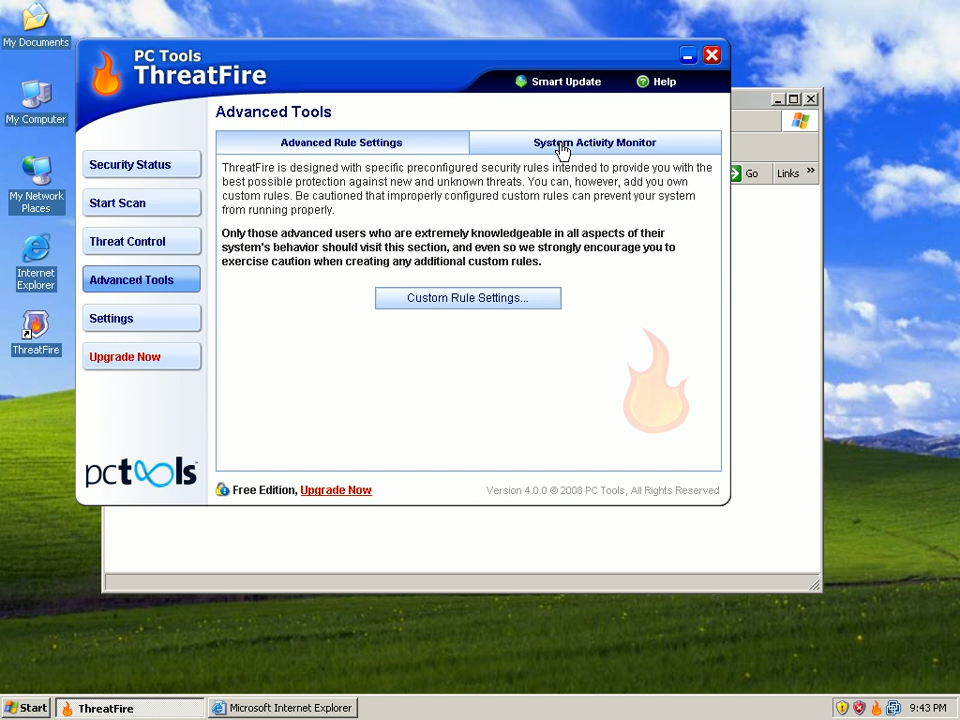 My Documents
My Computer
My Network
Places
Internet
Explorer
ThreatFire
PC Tools
ThreatFire
Smart Update
Help
Security Status
Start Scan
Threat Control
Advanced Tools
Settings
Upgrade Now
pctools
Advanced Tools
Advanced Rule Settings
System Activity Monitor
ThreatFire is designed with specific preconfigured security rules intended to provide you with the
best possible protection against new and unknown threats. You can, however, add you own
custom rules. Be cautioned that improperly configured custom rules can prevent your system
from running properly.
Only those advanced users who are extremely knowledgeable in all aspects of their
system's behavior should visit this section, and even so we strongly encourage you to
exercise caution when creating any additional custom rules.
Custom Rule Settings...
Free Edition, Upgrade Now
Version 4.0.0 © 2008 PC Tools, All Rights Reserved
Go
Links »
Start
ThreatFire
Microsoft Internet Explorer
9:43 PM